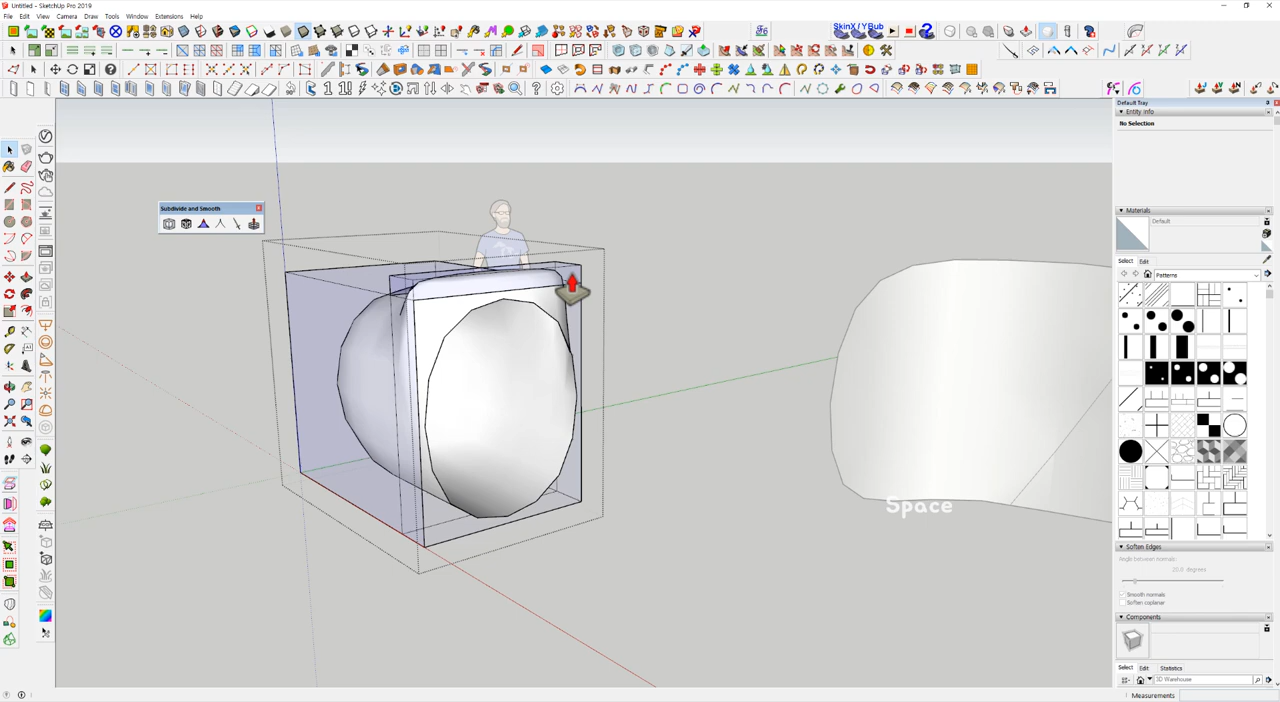 Untitled - SketchUp Pro 2019
File Edit View Camera Draw Tools Window Extensions Help
SkinX/YBub
Default Tray
Entity Info
No Selection
Subdivide and Smooth
Materials
Default
Select Edit
Patterns
Space
Soften Edges
Angle between normals:
20.0 degrees
Smooth normals
Soften coplanar
Components
Select Edit Statistics
3D Warehouse
Measurements